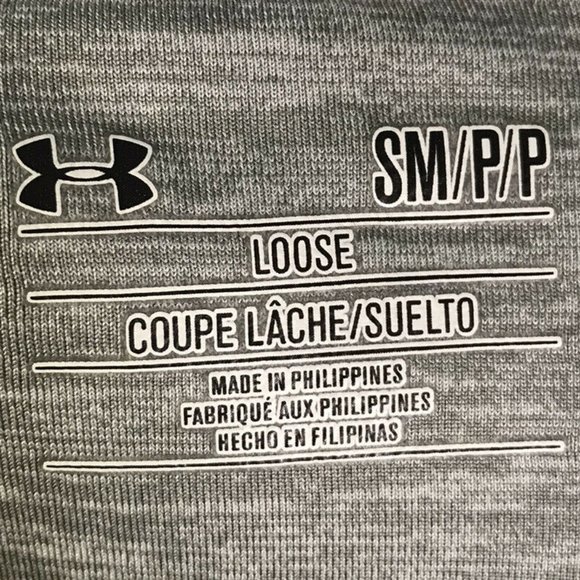 SM/P/P
LOOSE
COUPE LÂCHE/SUELTO
MADE IN PHILIPPINES
FABRIQUÉ AUX PHILIPPINES
HECHO EN FILIPINAS